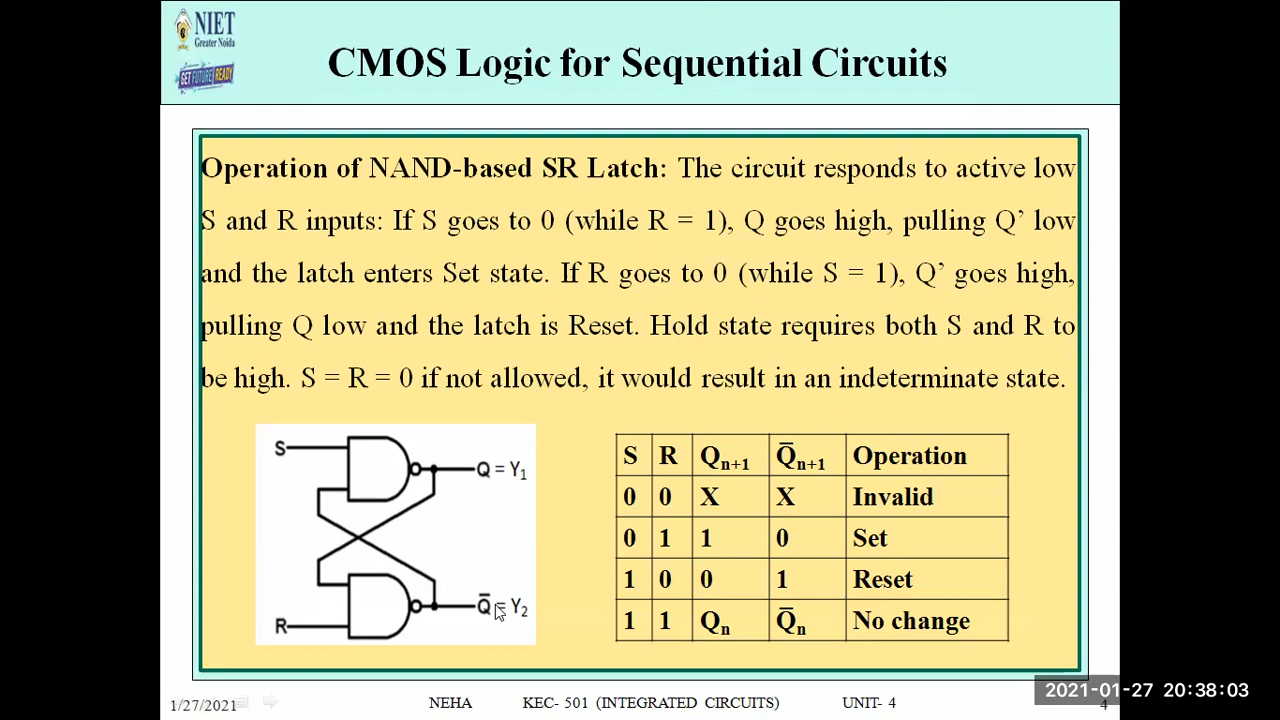 NIET
Greater Noida
GET FUTURE READY
CMOS Logic for Sequential Circuits
Operation of NAND-based SR Latch: The circuit responds to active low
S and R inputs: If S goes to 0 (while R = 1), Q goes high, pulling Q’ low
and the latch enters Set state. If R goes to 0 (while S = 1), Q’ goes high,
pulling Q low and the latch is Reset. Hold state requires both S and R to
be high. S = R = 0 if not allowed, it would result in an indeterminate state.
S
Q = Y₁
Q̅ = Y₂
R
S R Qₙ₊₁ Q̅ₙ₊₁ Operation
0 0 X X Invalid
0 1 1 0 Set
1 0 0 1 Reset
1 1 Qₙ Q̅ₙ No change
1/27/2021 NEHA KEC- 501 (INTEGRATED CIRCUITS) UNIT- 4 4
2021-01-27 20:38:03